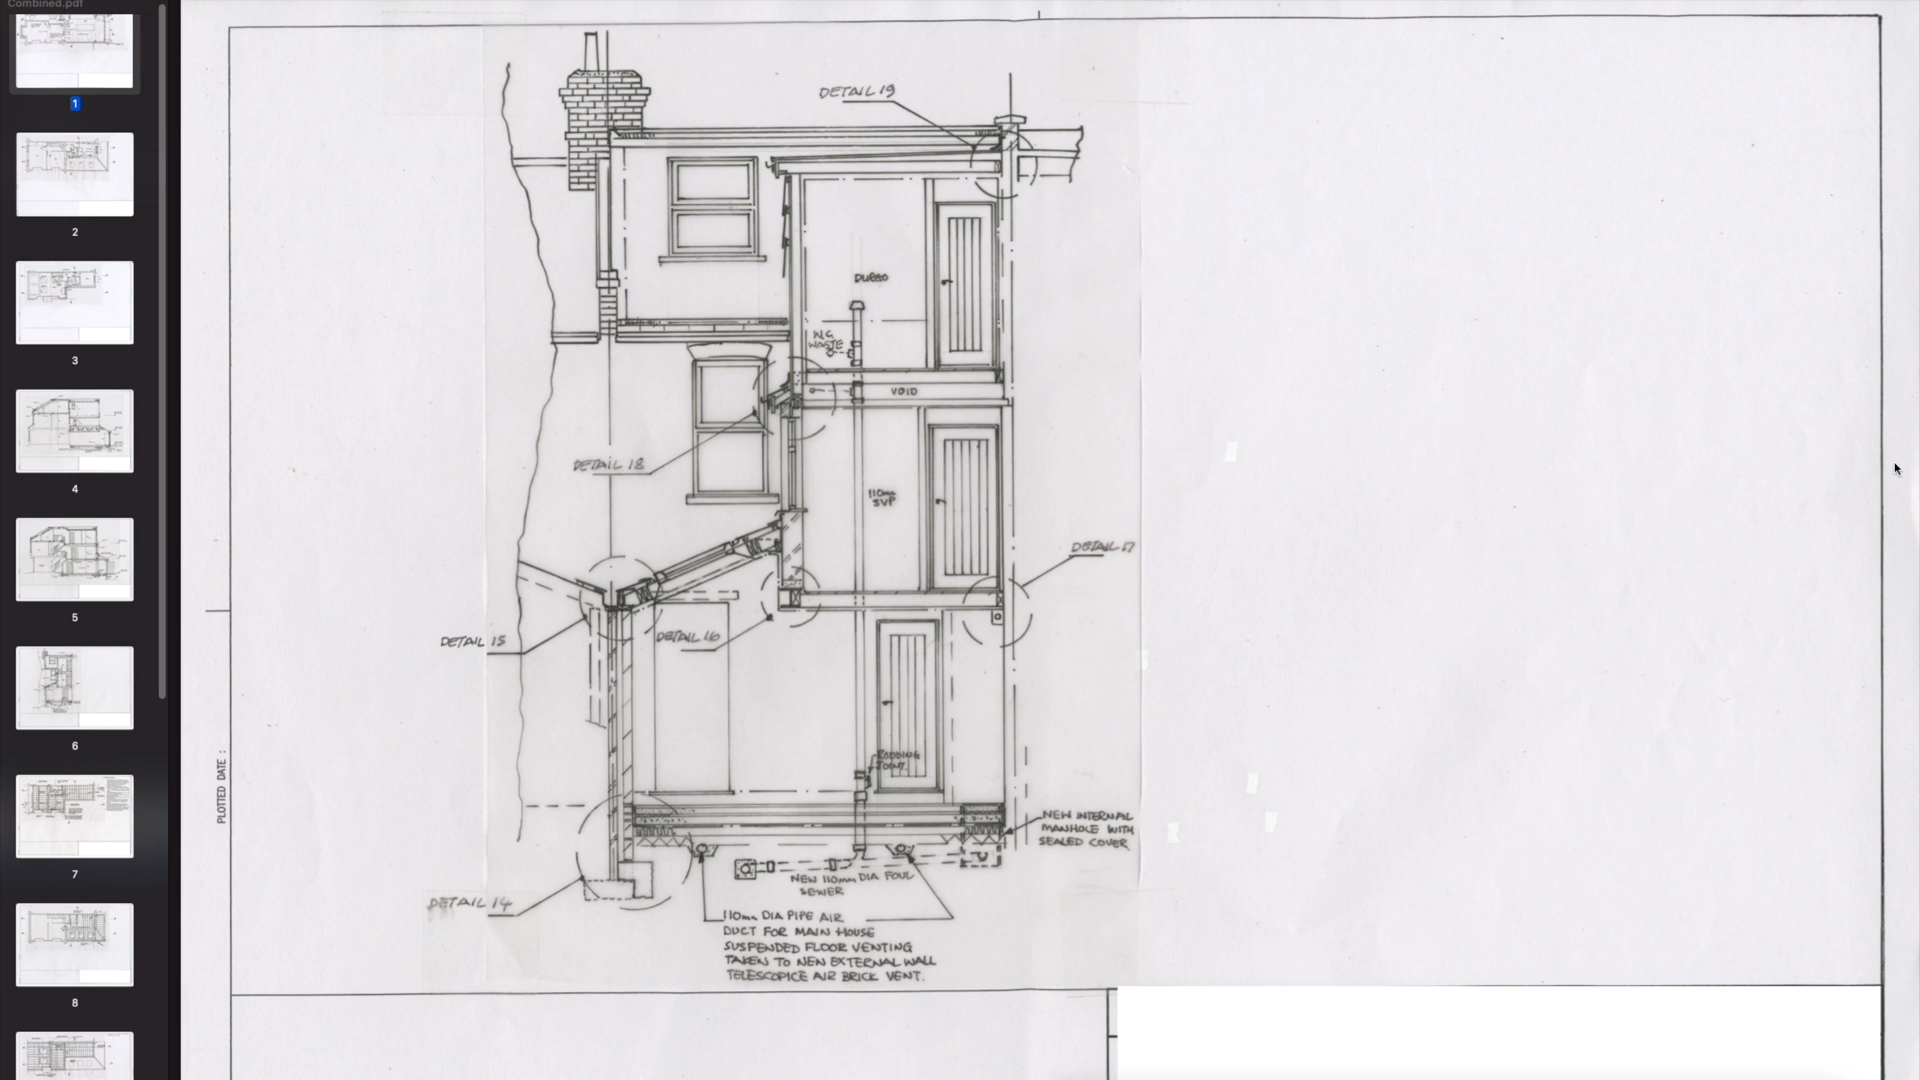 Combined.pdf
1
2
3
4
5
6
7
8
DETAIL 19
DURGO
W.C.
WASTE
VOID
DETAIL 18
110mm
SVP
DETAIL 17
DETAIL 15
DETAIL 16
RODDING
JOINT.
PLOTTED DATE :
NEW INTERNAL
MANHOLE WITH
SEALED COVER.
NEW 110mm DIA FOUL
SEWER
DETAIL 14
110mm DIA PIPE AIR
DUCT FOR MAIN HOUSE
SUSPENDED FLOOR VENTING
TAKEN TO NEW EXTERNAL WALL
TELESCOPICE AIR BRICK VENT.